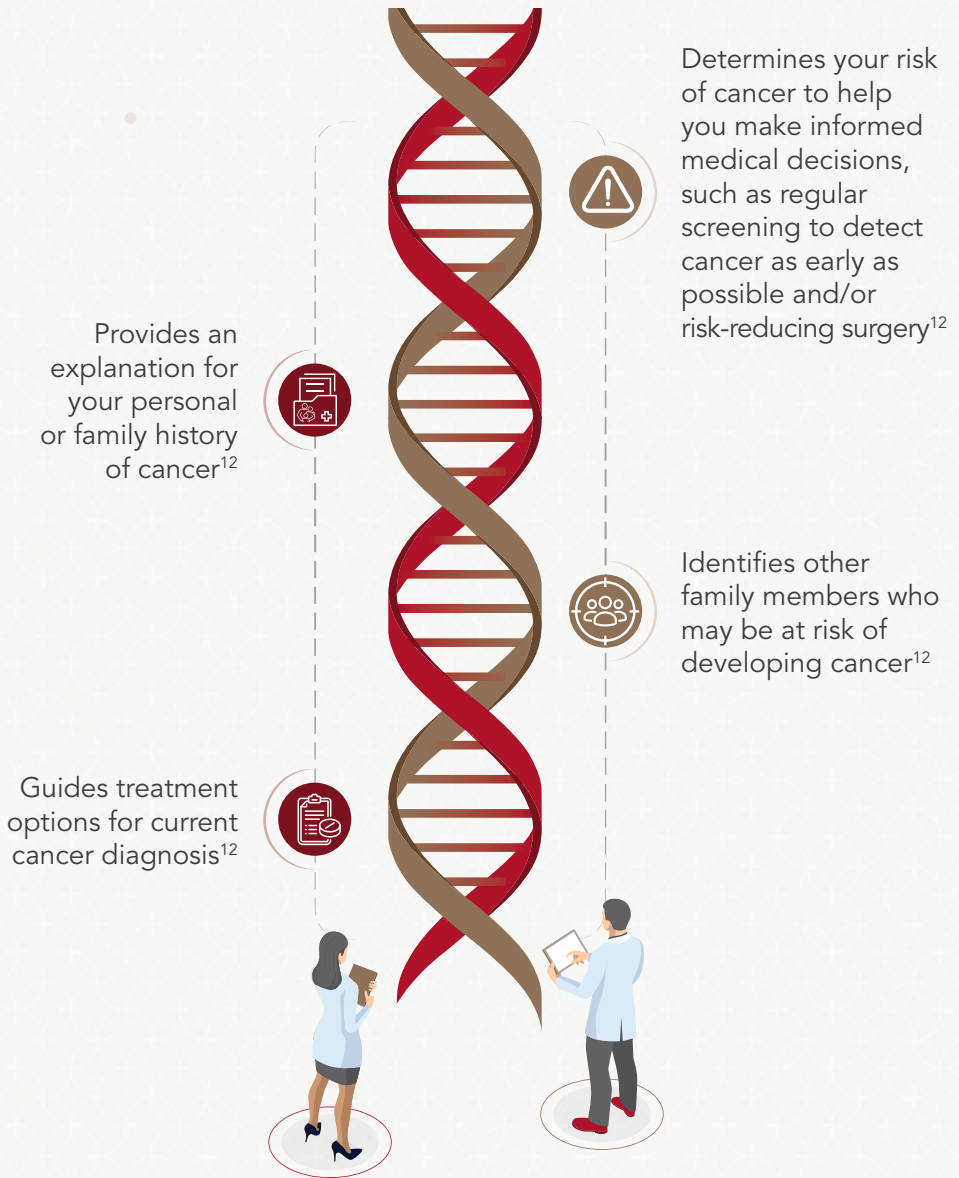 Determines your risk
of cancer to help
you make informed
medical decisions,
such as regular
screening to detect
cancer as early as
possible and/or
risk-reducing surgery¹²
Provides an
explanation for
your personal
or family history
of cancer¹²
Identifies other
family members who
may be at risk of
developing cancer¹²
Guides treatment
options for current
cancer diagnosis¹²